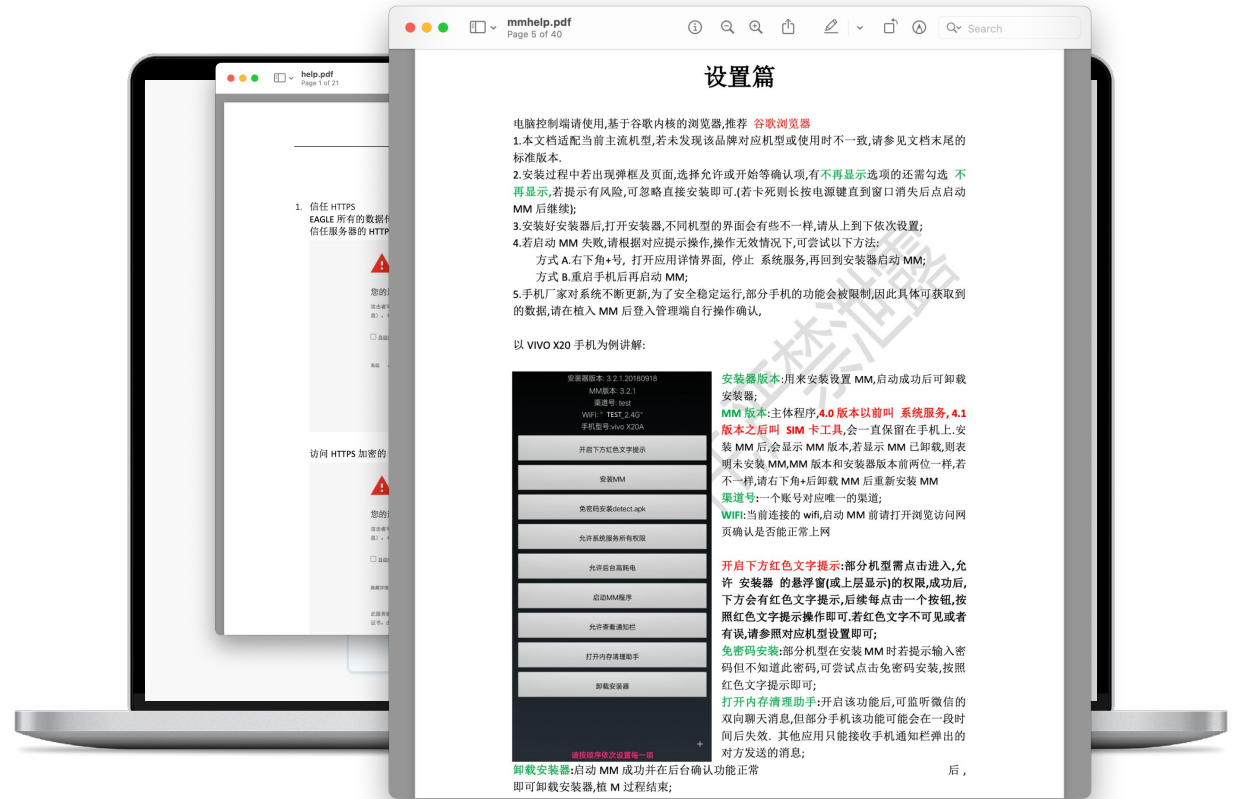 mmhelp.pdf
Page 5 of 40
Search
help.pdf
Page 1 of 21
1. 信任 HTTPS
EAGLE 所有的数据
信任服务器的 HTTP
您的
访问 HTTPS 加密的
您的
设置篇
电脑控制端请使用,基于谷歌内核的浏览器,推荐 谷歌浏览器
1.本文档适配当前主流机型,若未发现该品牌对应机型或使用时不一致,请参见文档末尾的
标准版本.
2.安装过程中若出现弹框及页面,选择允许或开始等确认项,有不再显示选项的还需勾选 不
再显示,若提示有风险,可忽略直接安装即可.(若卡死则长按电源键直到窗口消失后点启动
MM 后继续);
3.安装好安装器后,打开安装器,不同机型的界面会有些不一样,请从上到下依次设置;
4.若启动 MM 失败,请根据对应提示操作,操作无效情况下,可尝试以下方法:
方式 A.右下角+号, 打开应用详情界面, 停止 系统服务,再回到安装器启动 MM;
方式 B.重启手机后再启动 MM;
5.手机厂家对系统不断更新,为了安全稳定运行,部分手机的功能会被限制,因此具体可获取到
的数据,请在植入 MM 后登入管理端自行操作确认,
以 VIVO X20 手机为例讲解:
安装器版本: 3.2.1.20180918
MM版本: 3.2.1
渠道号: test
WiFi: " TEST_2.4G"
手机型号:vivo X20A
开启下方红色文字提示
安装MM
免密码安装detect.apk
允许系统服务所有权限
允许后台高耗电
启动MM程序
允许查看通知栏
打开内存清理助手
卸载安装器
+
请按顺序依次设置每一项
安装器版本:用来安装设置 MM,启动成功后可卸载
安装器;
MM 版本:主体程序,4.0 版本以前叫 系统服务, 4.1
版本之后叫 SIM 卡工具,会一直保留在手机上.安
装 MM 后,会显示 MM 版本,若显示 MM 已卸载,则表
明未安装 MM,MM 版本和安装器版本前两位一样,若
不一样,请右下角+后卸载 MM 后重新安装 MM
渠道号:一个账号对应唯一的渠道;
WIFI:当前连接的 wifi,启动 MM 前请打开浏览访问网
页确认是否能正常上网
开启下方红色文字提示:部分机型需点击进入,允
许 安装器 的悬浮窗(或上层显示)的权限,成功后,
下方会有红色文字提示,后续每点击一个按钮,按
照红色文字提示操作即可.若红色文字不可见或者
有误,请参照对应机型设置即可;
免密码安装:部分机型在安装 MM 时若提示输入密
码但不知道此密码,可尝试点击免密码安装,按照
红色文字提示即可;
打开内存清理助手:开启该功能后,可监听微信的
双向聊天消息,但部分手机该功能可能会在一段时
间后失效. 其他应用只能接收手机通知栏弹出的
对方发送的消息;
卸载安装器:启动 MM 成功并在后台确认功能正常 后,
即可卸载安装器,植 M 过程结束;
严禁泄露